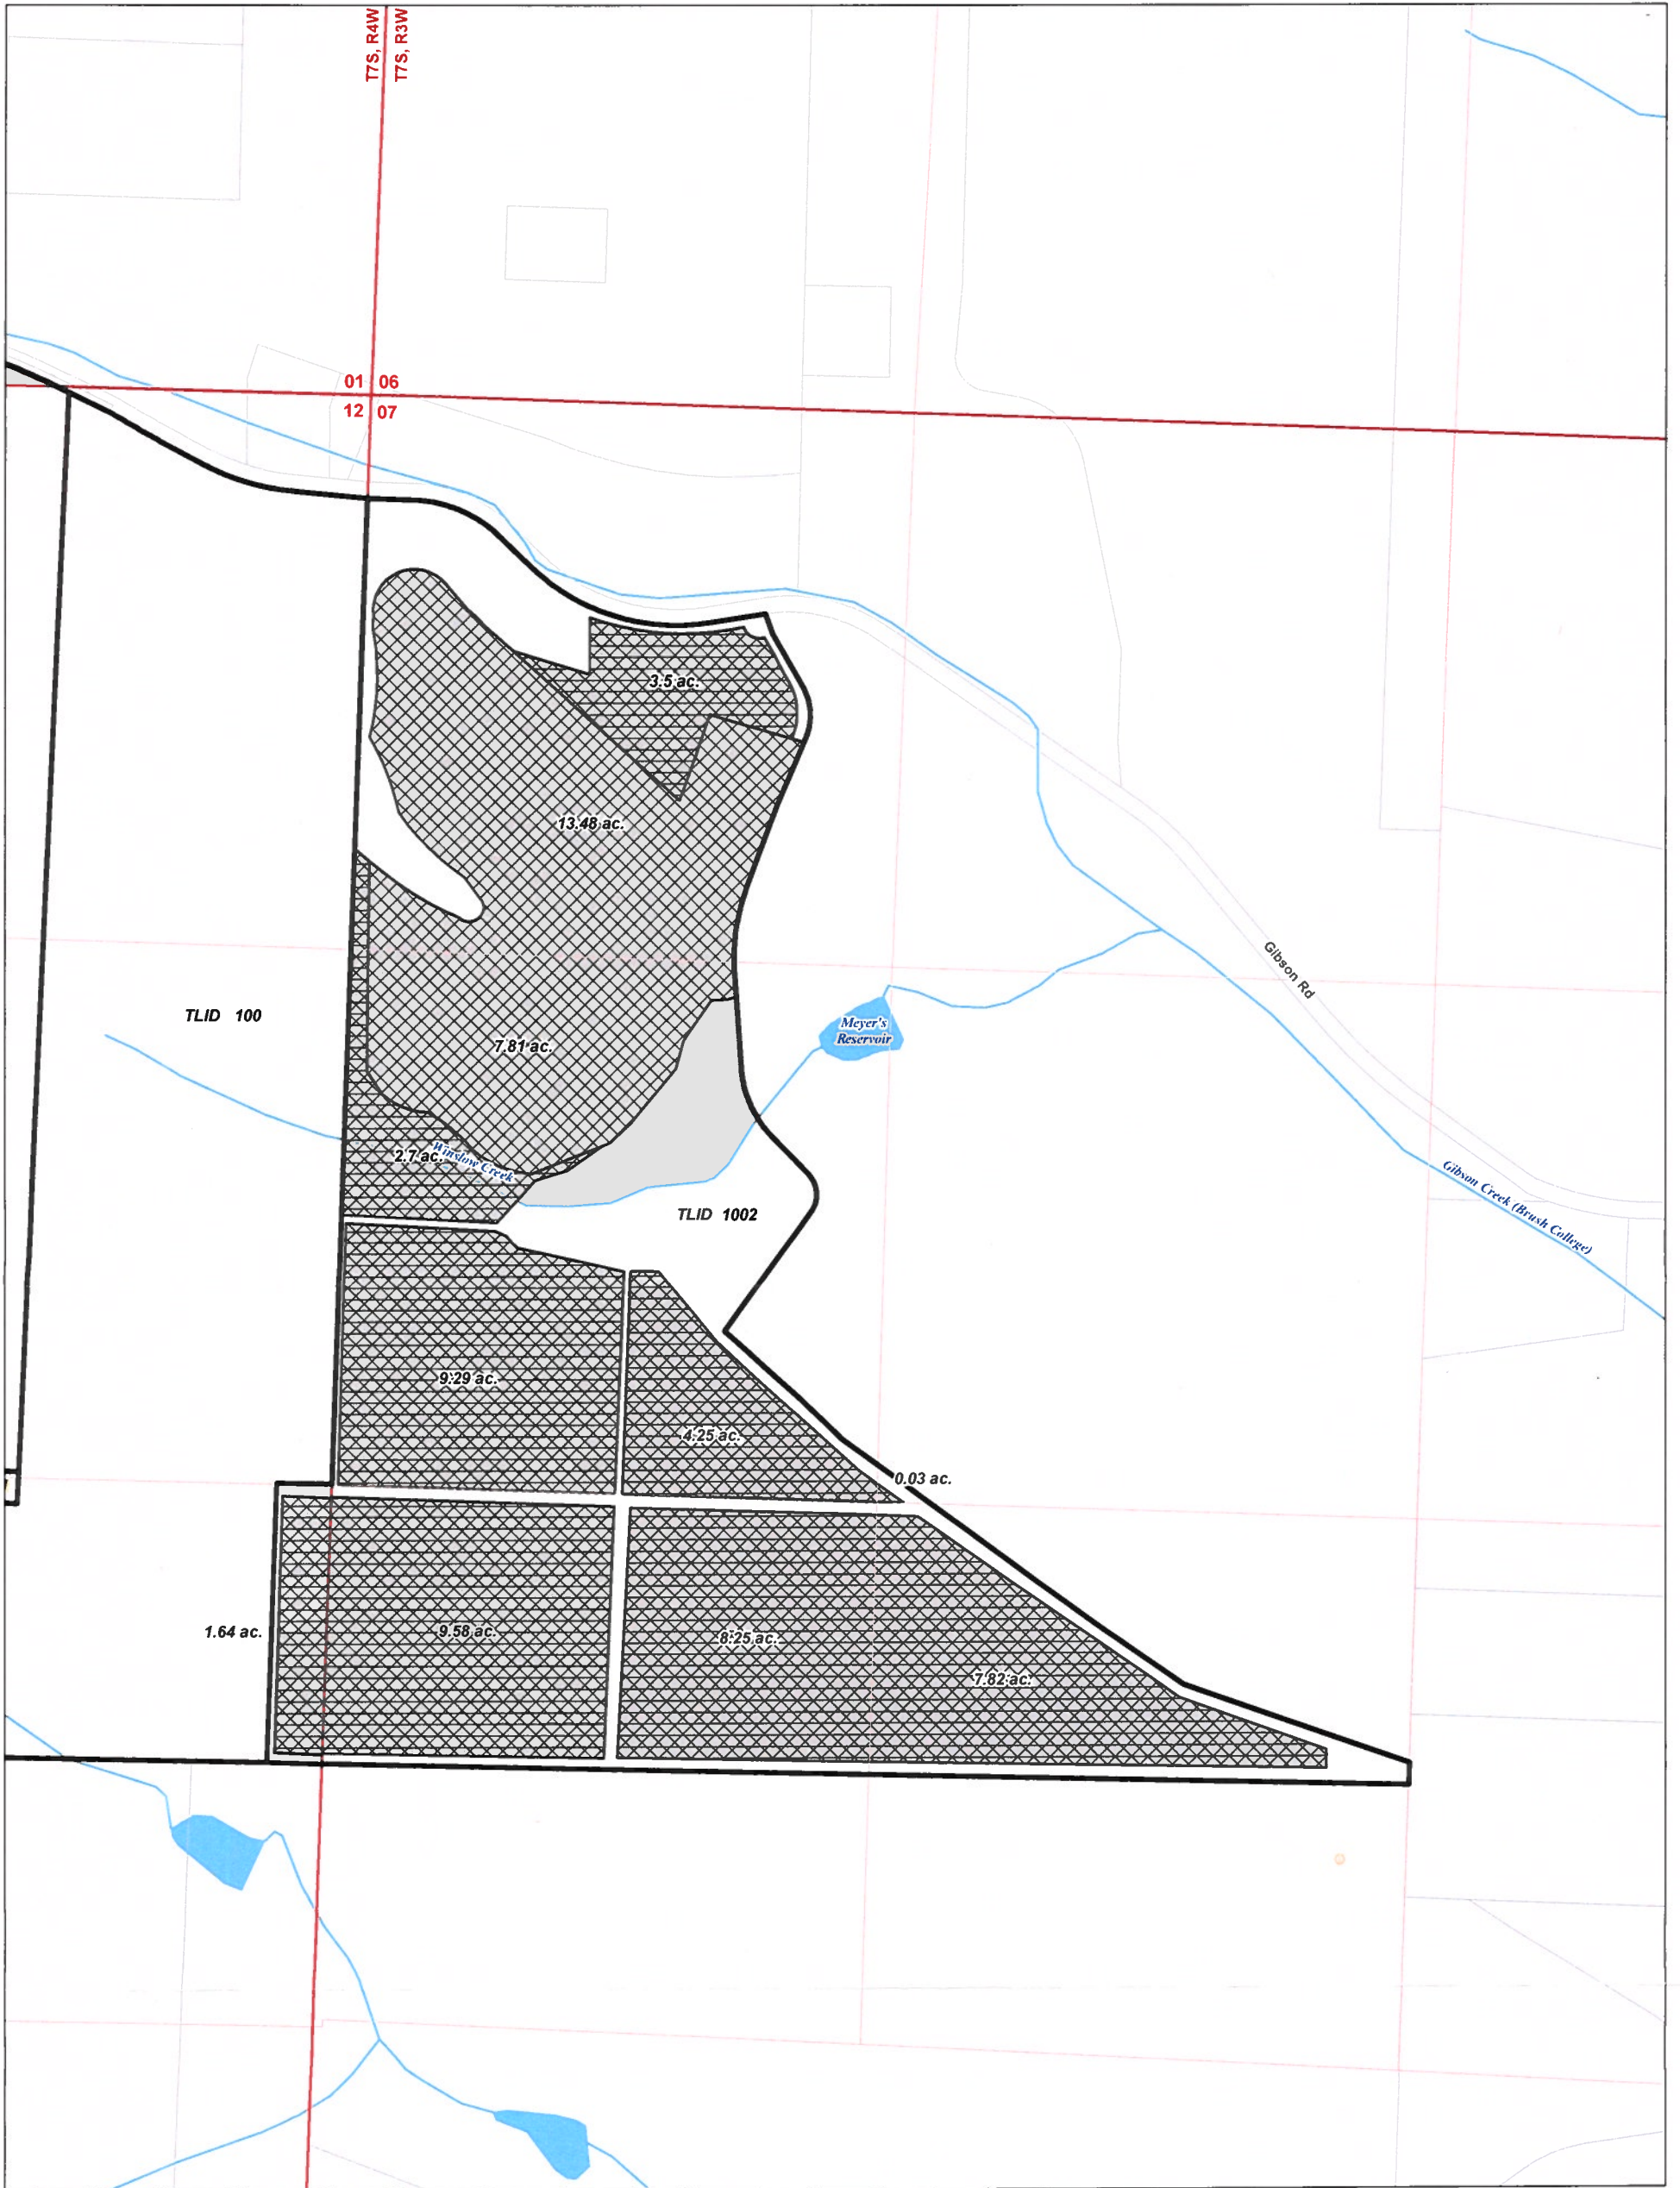 T7S, R4W
T7S, R3W
01 06
12 07
3.5 ac.
13.48 ac.
Gibson Rd
TLID 100
Meyer's
Reservoir
7.81 ac.
2.7 ac.
Winslow Creek
Gibson Creek (Brush College)
TLID 1002
9.29 ac.
4.25 ac.
0.03 ac.
1.64 ac.
9.58 ac.
8.25 ac.
7.82 ac.